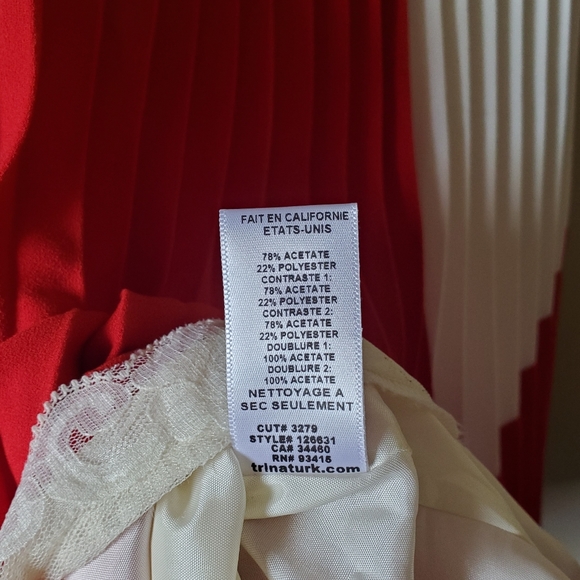 FAIT EN CALIFORNIE
ETATS-UNIS
78% ACETATE
22% POLYESTER
CONTRASTE 1:
78% ACETATE
22% POLYESTER
CONTRASTE 2:
78% ACETATE
22% POLYESTER
DOUBLURE 1:
100% ACETATE
DOUBLURE 2:
100% ACETATE
NETTOYAGE A
SEC SEULEMENT
CUT# 3279
STYLE# 126631
CA# 34460
RN# 93415
trinaturk.com